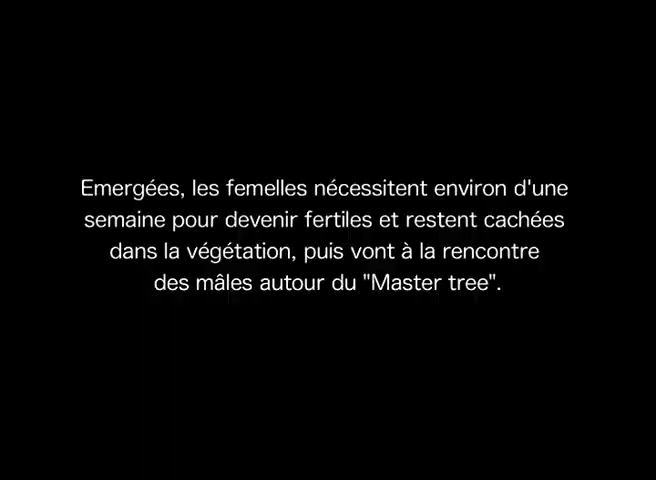 Emergées, les femelles nécessitent environ d'une
semaine pour devenir fertiles et restent cachées
dans la végétation, puis vont à la rencontre
des mâles autour du "Master tree".